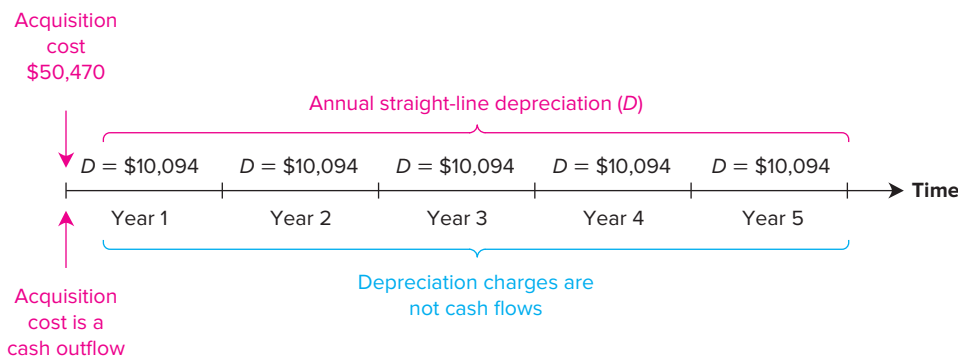 Acquisition
cost
$50,470
Annual straight-line depreciation (D)
D = $10,094 D = $10,094 D = $10,094 D = $10,094 D = $10,094
Time
Year 1 Year 2 Year 3 Year 4 Year 5
Depreciation charges are
not cash flows
Acquisition
cost is a
cash outflow